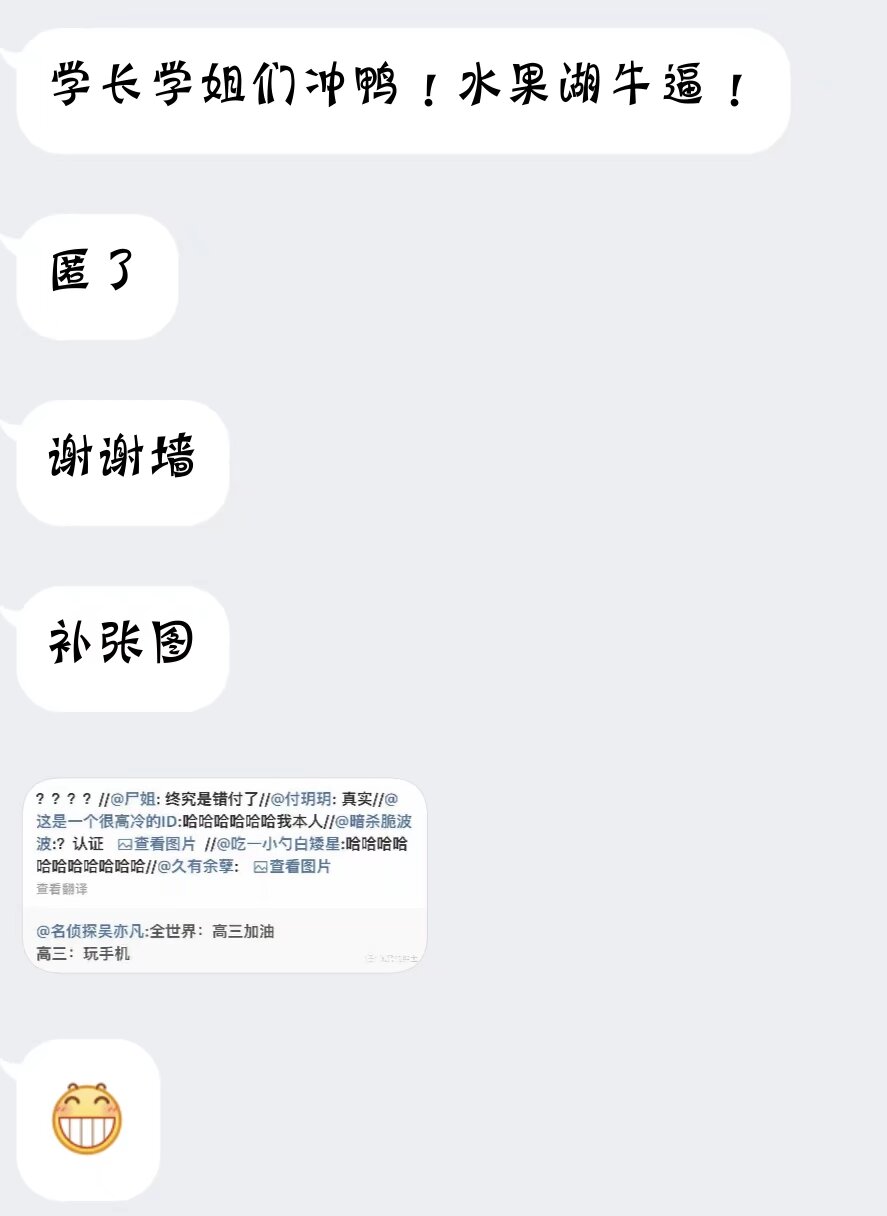 学长学姐们冲鸭！水果湖牛逼！
匿了
谢谢墙
补张图
？？？？//@尸姐: 终究是错付了//@付玥玥: 真实//@
这是一个很高冷的ID:哈哈哈哈哈哈我本人//@暗杀脆波
波:？认证 查看图片 //@吃一小勺白矮星:哈哈哈哈
哈哈哈哈哈哈哈//@久有余孽: 查看图片
查看翻译
@名侦探吴亦凡:全世界：高三加油
高三：玩手机